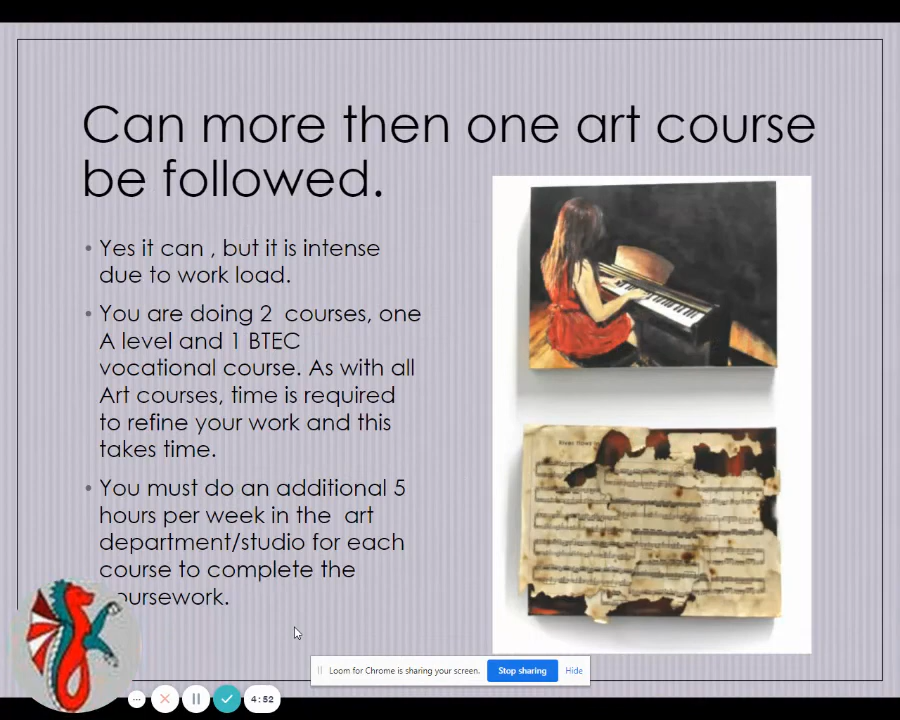 Can more then one art course
be followed.
• Yes it can , but it is intense
due to work load.
• You are doing 2 courses, one
A level and 1 BTEC
vocational course. As with all
Art courses, time is required
to refine your work and this
takes time.
• You must do an additional 5
hours per week in the art
department/studio for each
course to complete the
oursework.
River Flows In
Loom for Chrome is sharing your screen.
Stop sharing
Hide
4:52